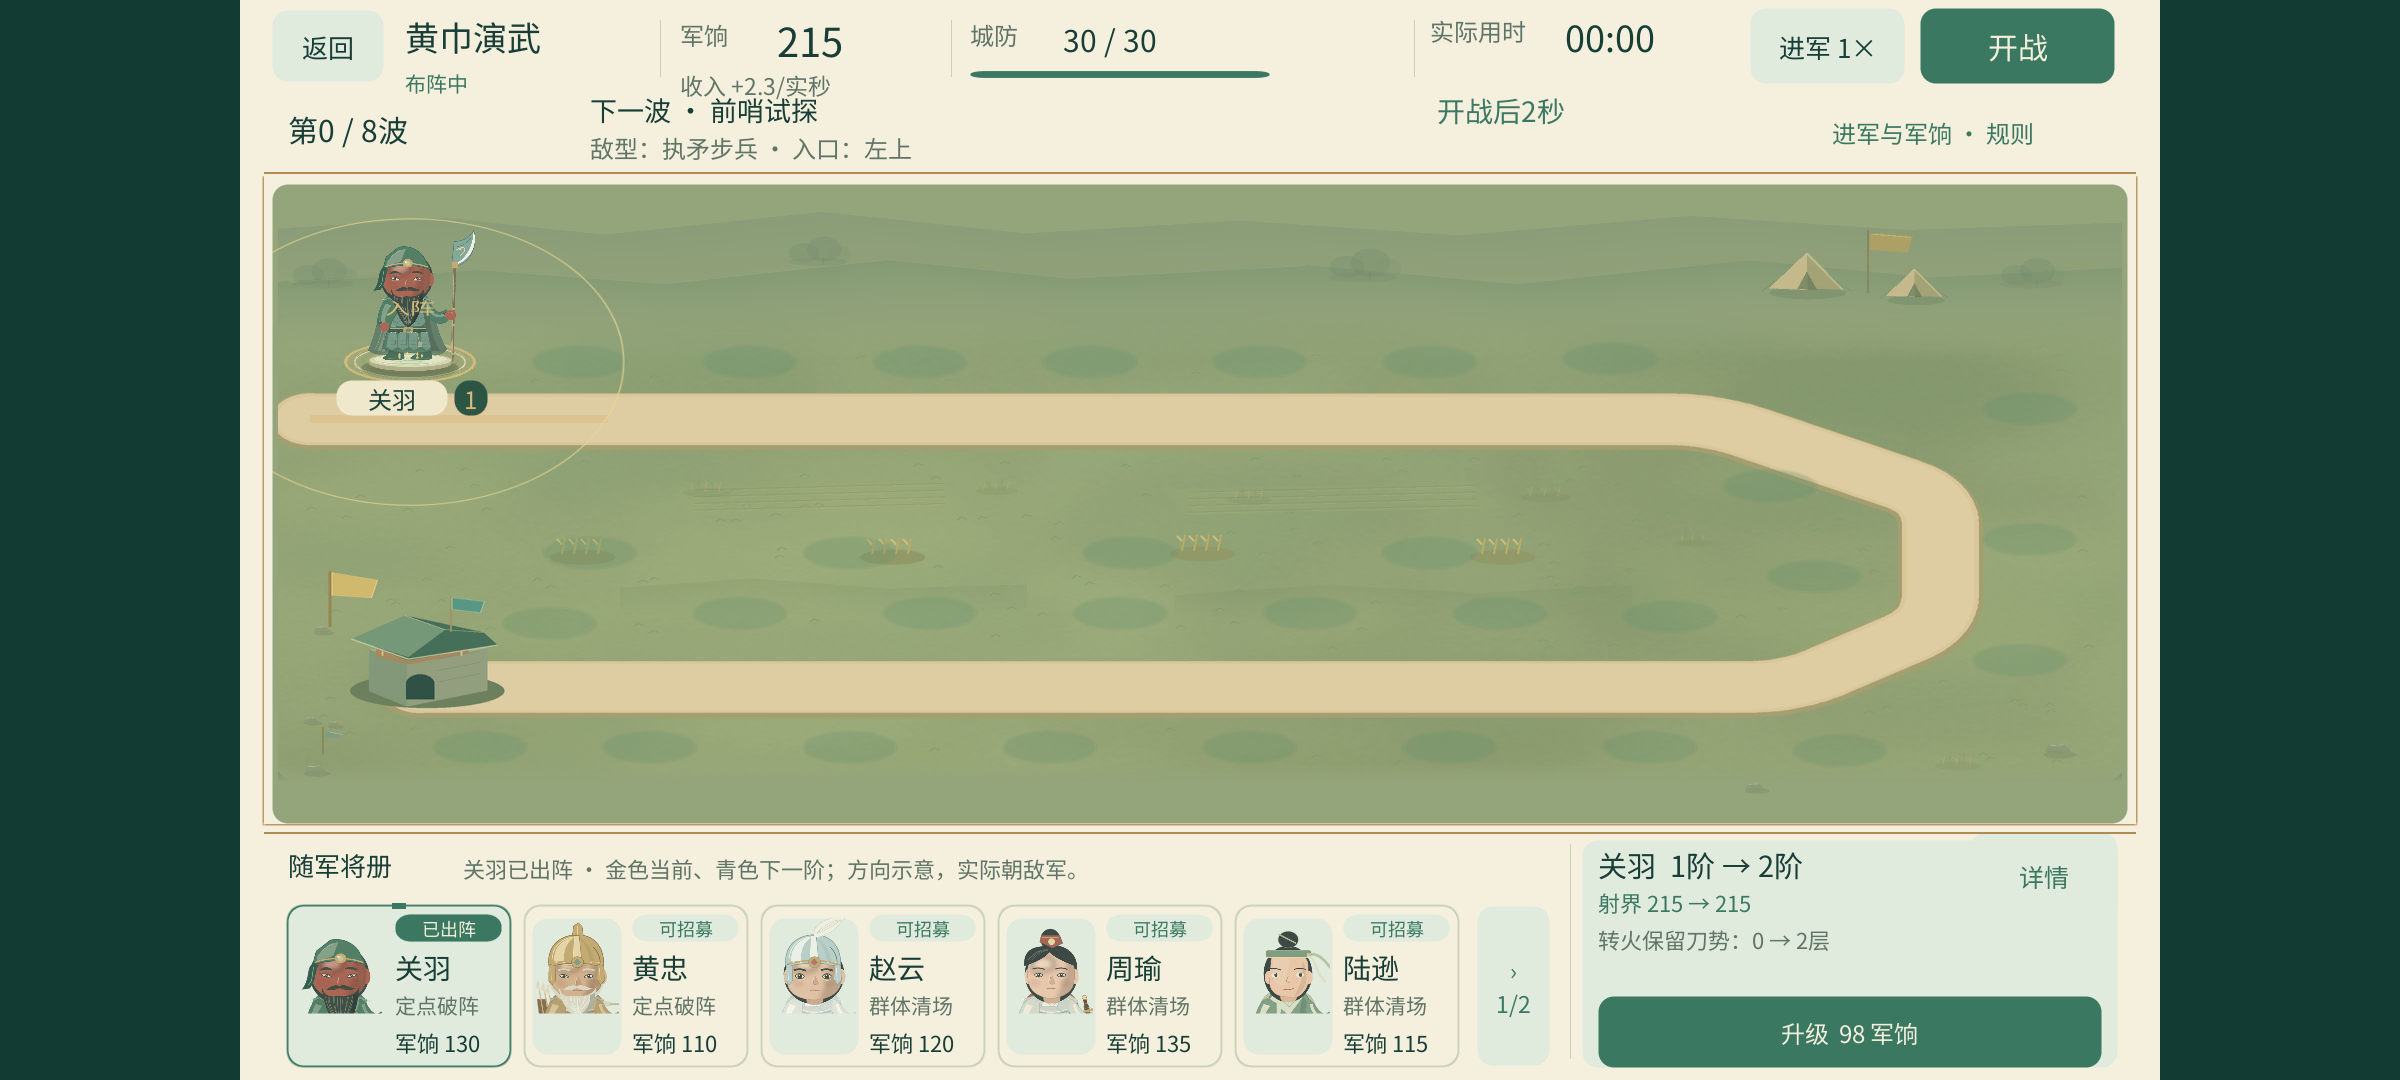 返回
黄巾演武
布阵中
军饷 215
收入 +2.3/实秒
城防 30 / 30
实际用时 00:00
进军 1×
开战
第0 / 8波
下一波 · 前哨试探
敌型：执矛步兵 · 入口：左上
开战后2秒
进军与军饷 · 规则
入阵
关羽 1
随军将册
关羽已出阵 · 金色当前、青色下一阶；方向示意，实际朝敌军。
已出阵
关羽
定点破阵
军饷 130
可招募
黄忠
定点破阵
军饷 110
可招募
赵云
群体清场
军饷 120
可招募
周瑜
群体清场
军饷 135
可招募
陆逊
群体清场
军饷 115
›
1/2
关羽 1阶 → 2阶
详情
射界 215 → 215
转火保留刀势：0 → 2层
升级 98 军饷